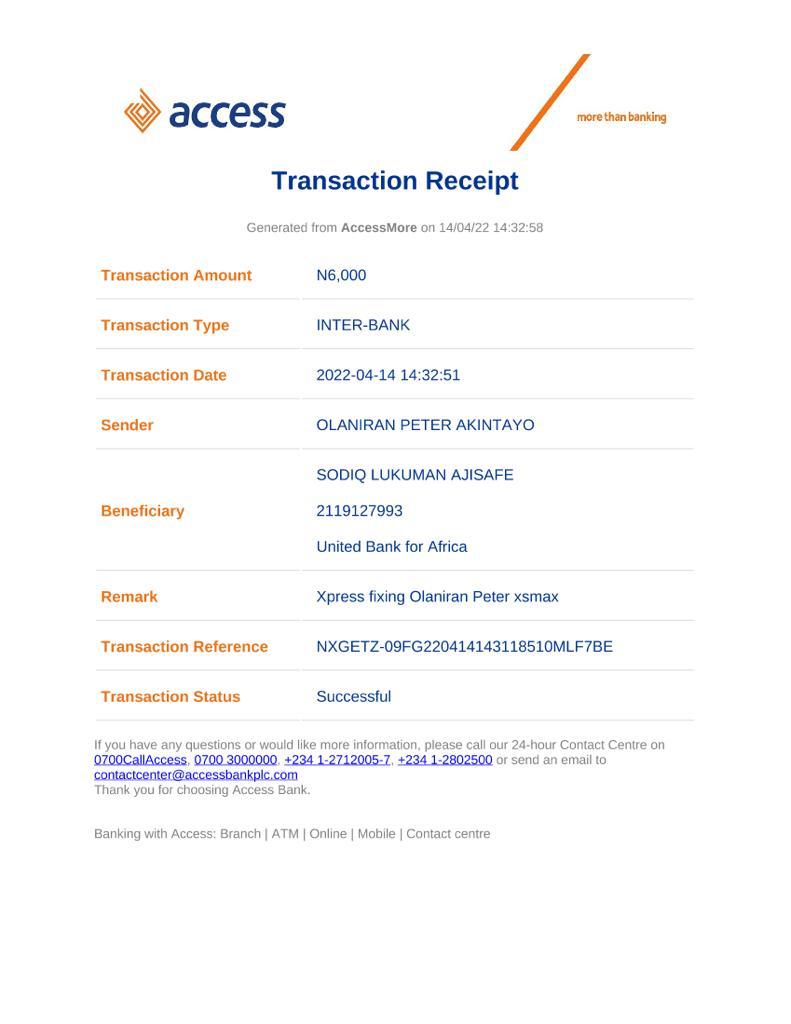 access
more than banking
Transaction Receipt
Generated from AccessMore on 14/04/22 14:32:58
Transaction Amount N6,000
Transaction Type INTER-BANK
Transaction Date 2022-04-14 14:32:51
Sender OLANIRAN PETER AKINTAYO
SODIQ LUKUMAN AJISAFE
Beneficiary 2119127993
United Bank for Africa
Remark Xpress fixing Olaniran Peter xsmax
Transaction Reference NXGETZ-09FG220414143118510MLF7BE
Transaction Status Successful
If you have any questions or would like more information, please call our 24-hour Contact Centre on
0700CallAccess, 0700 3000000, +234 1-2712005-7, +234 1-2802500 or send an email to
contactcenter@accessbankplc.com
Thank you for choosing Access Bank.
Banking with Access: Branch | ATM | Online | Mobile | Contact centre